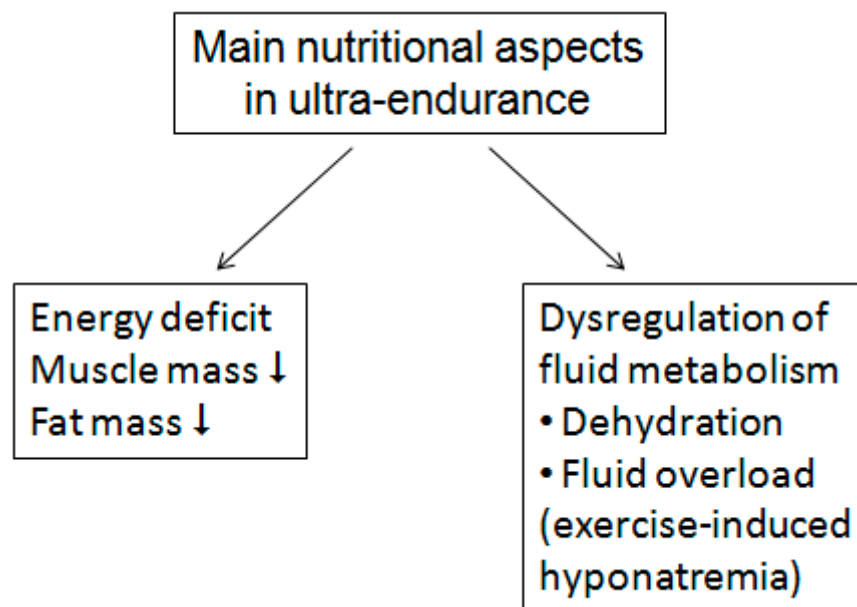 Main nutritional aspects
in ultra-endurance
Energy deficit
Muscle mass ↓
Fat mass ↓
Dysregulation of
fluid metabolism
• Dehydration
• Fluid overload
(exercise-induced
hyponatremia)